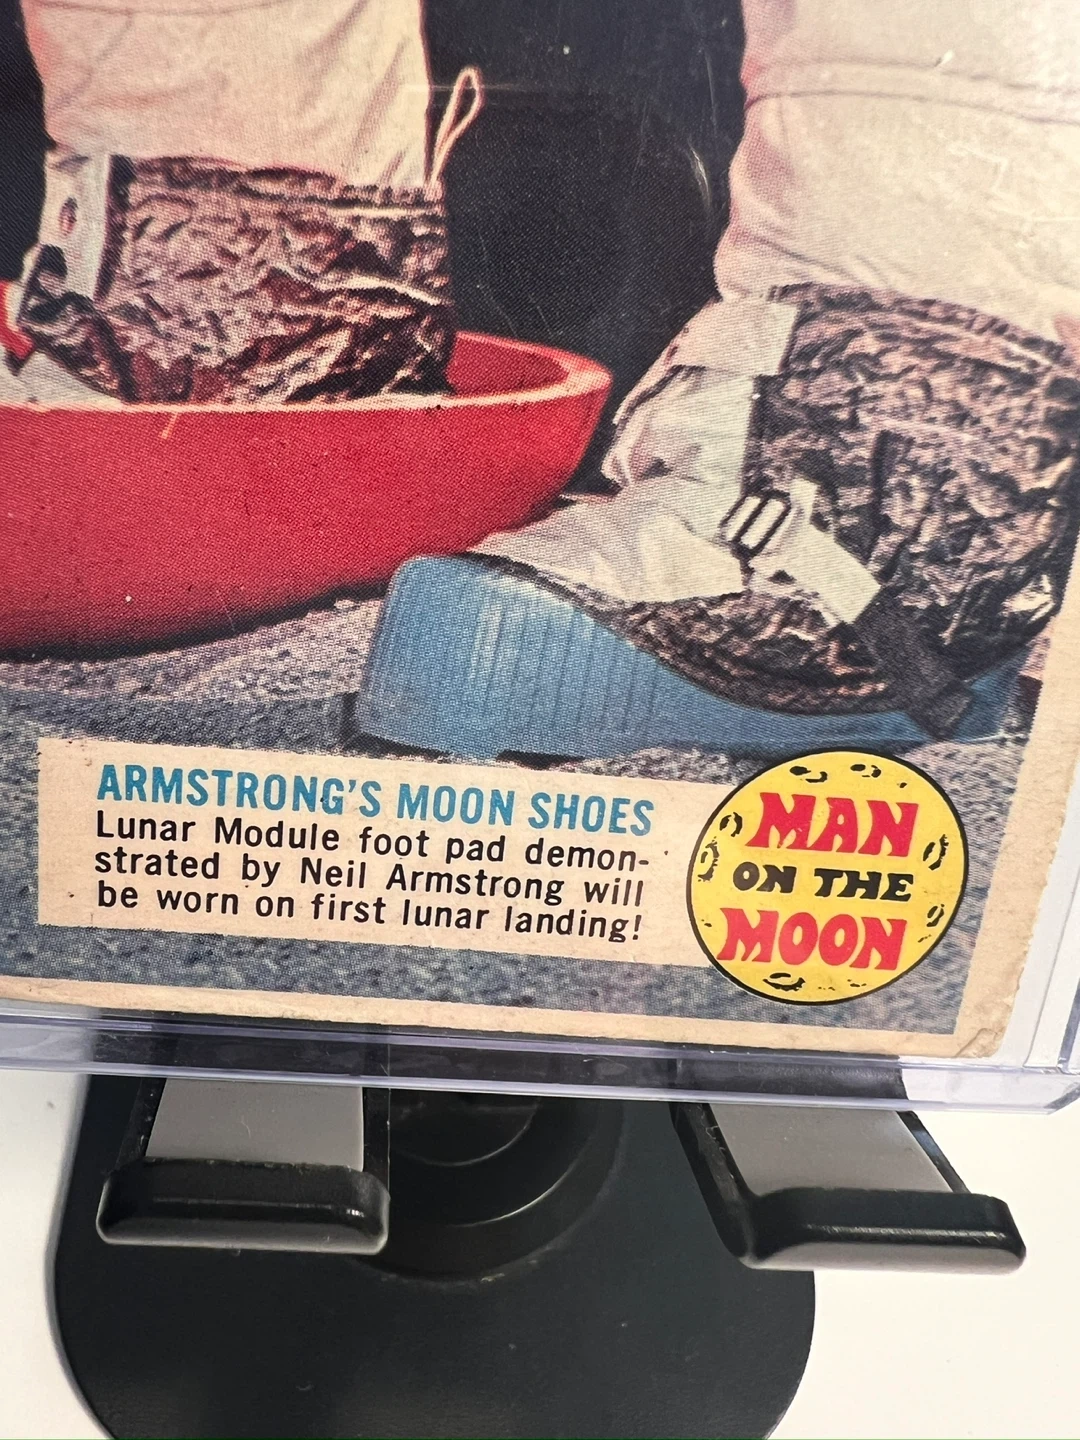 ARMSTRONG'S MOON SHOES
Lunar Module foot pad demon-
strated by Neil Armstrong will
be worn on first lunar landing!
MAN
ON THE
MOON